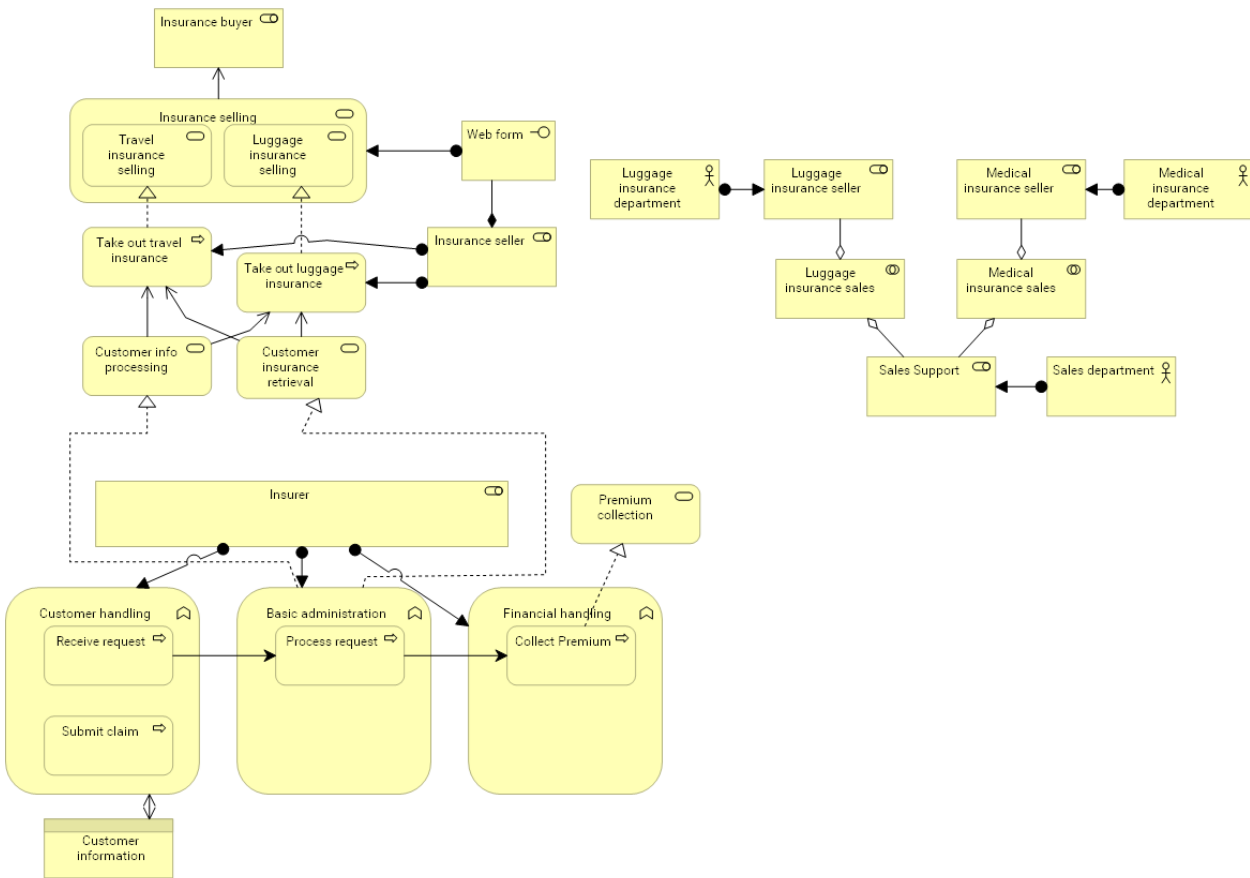 Insurance buyer
Insurance selling
Travel
insurance
selling
Luggage
insurance
selling
Web form
Take out travel
insurance
Take out luggage
insurance
Insurance seller
Customer info
processing
Customer
insurance
retrieval
Luggage
insurance
department
Luggage
insurance seller
Medical
insurance seller
Medical
insurance
department
Luggage
insurance sales
Medical
insurance sales
Sales Support
Sales department
Insurer
Premium
collection
Customer handling
Receive request
Submit claim
Basic administration
Process request
Financial handling
Collect Premium
Customer
information